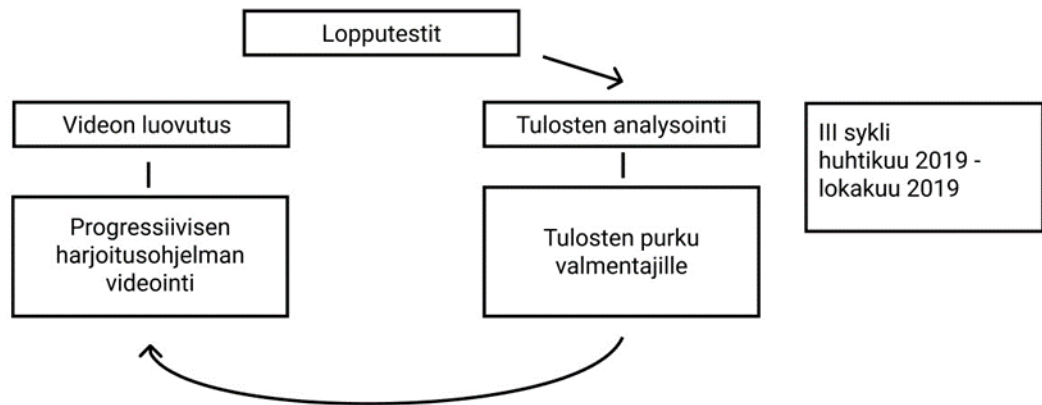 Lopputestit
Videon luovutus
Tulosten analysointi
III sykli
huhtikuu 2019 -
lokakuu 2019
Progressiivisen
harjoitusohjelman
videointi
Tulosten purku
valmentajille